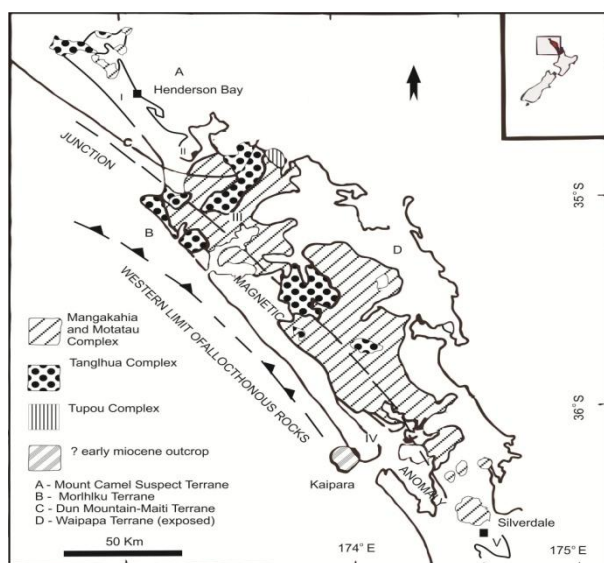 A
Henderson Bay
I
C
II
JUNCTION
35°S
III
B
D
MAGNETIC
WESTERN LIMIT OFALLOCTHONOUS ROCKS
Mangakahia
and Motatau
Complex
Tanglhua Complex
Tupou Complex
? early miocene outcrop
36°S
IV
Kaipara
ANOMALY
Silverdale
V
A - Mount Camel Suspect Terrane
B - Morlhlku Terrane
C - Dun Mountain-Maiti Terrane
D - Waipapa Terrane (exposed)
50 Km
174° E
175° E